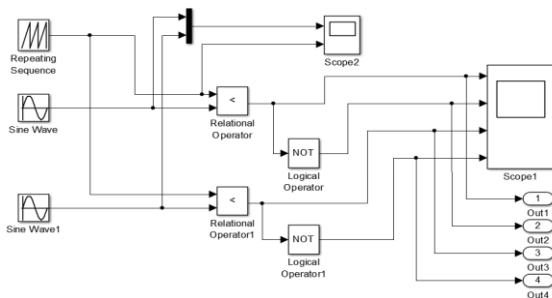 Repeating
Sequence
Scope2
Sine Wave
<
Relational
Operator
NOT
Logical
Operator
Scope1
Sine Wave1
<
Relational
Operator1
NOT
Logical
Operator1
1
Out1
2
Out2
3
Out3
4
Out4